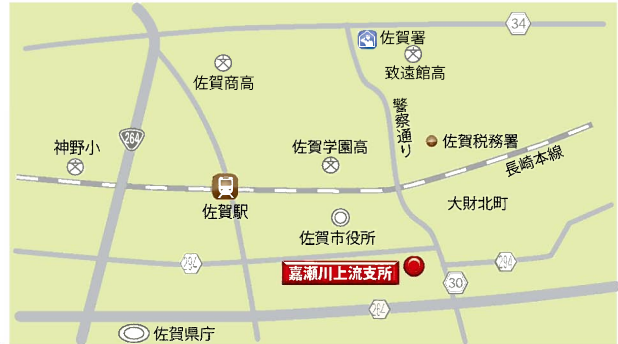 34
佐賀署
致遠館高
佐賀商高
警察通り
264
神野小
佐賀学園高
佐賀税務署
長崎本線
佐賀駅
大財北町
佐賀市役所
嘉瀬川上流支所
30
佐賀県庁